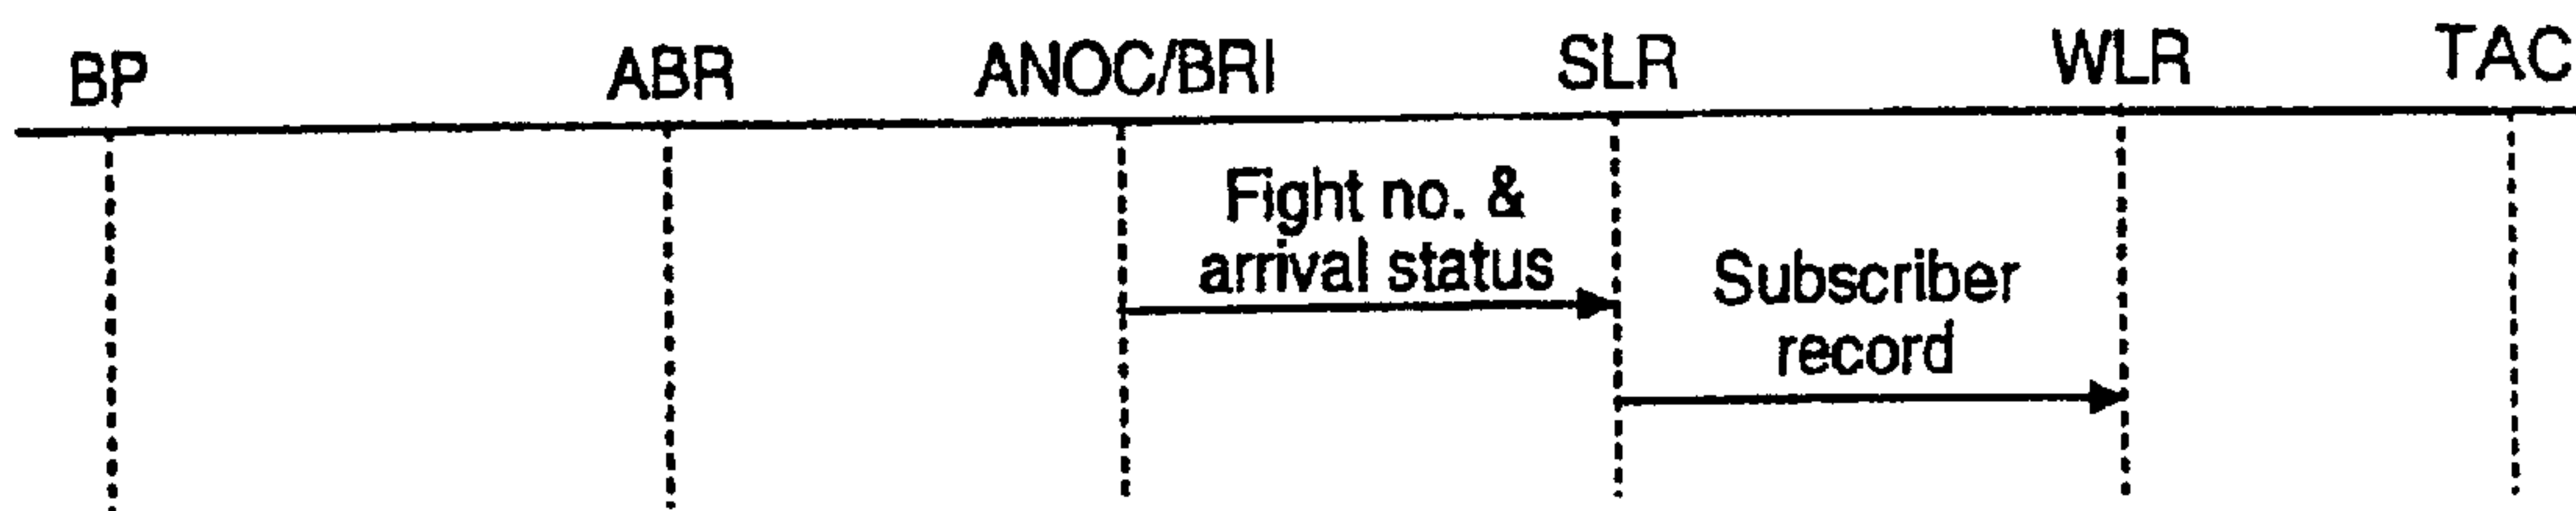 BP ABR ANOC/BRI SLR WLR TAC
Fight no. &
arrival status
Subscriber
record